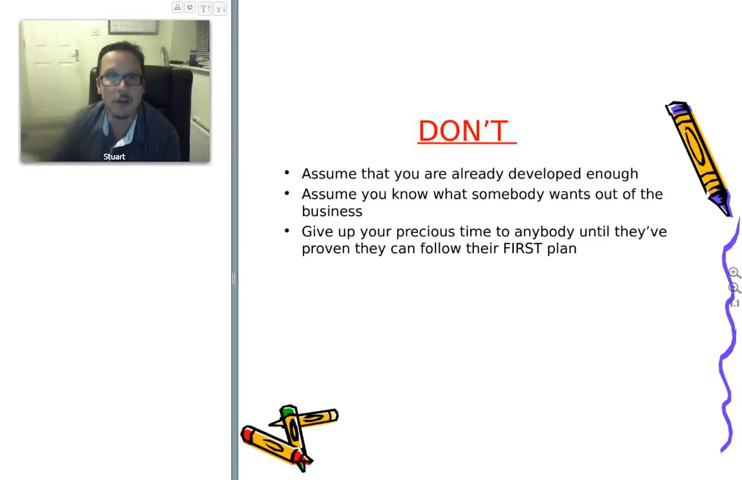 Stuart
DON’T
• Assume that you are already developed enough
• Assume you know what somebody wants out of the
business
• Give up your precious time to anybody until they’ve
proven they can follow their FIRST plan